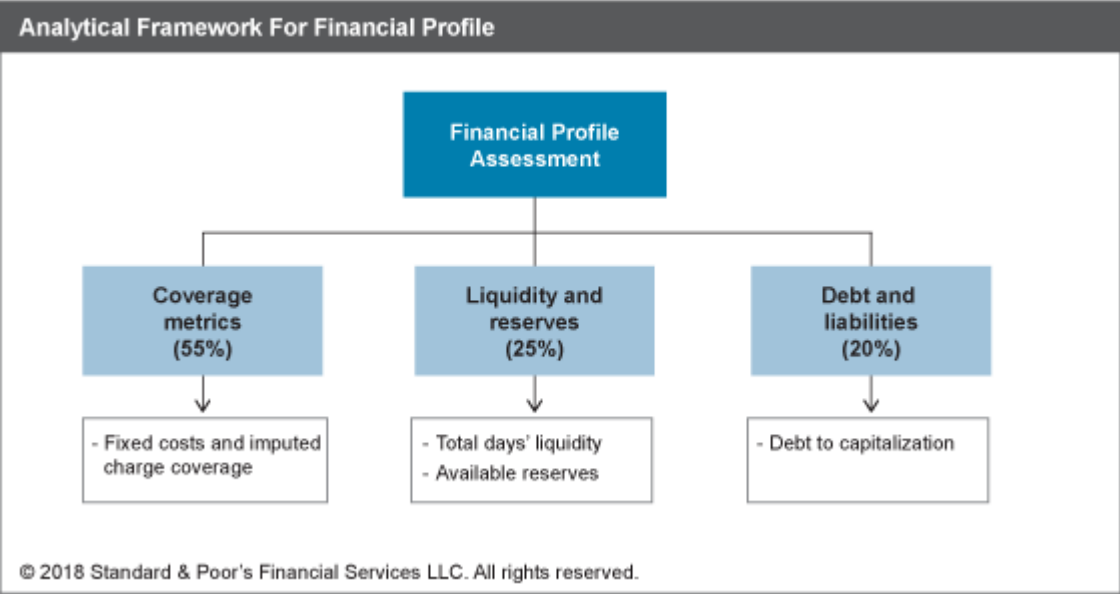 Analytical Framework For Financial Profile
Financial Profile
Assessment
Coverage
metrics
(55%)
Liquidity and
reserves
(25%)
Debt and
liabilities
(20%)
- Fixed costs and imputed
charge coverage
- Total days’ liquidity
- Available reserves
- Debt to capitalization
© 2018 Standard & Poor’s Financial Services LLC. All rights reserved.